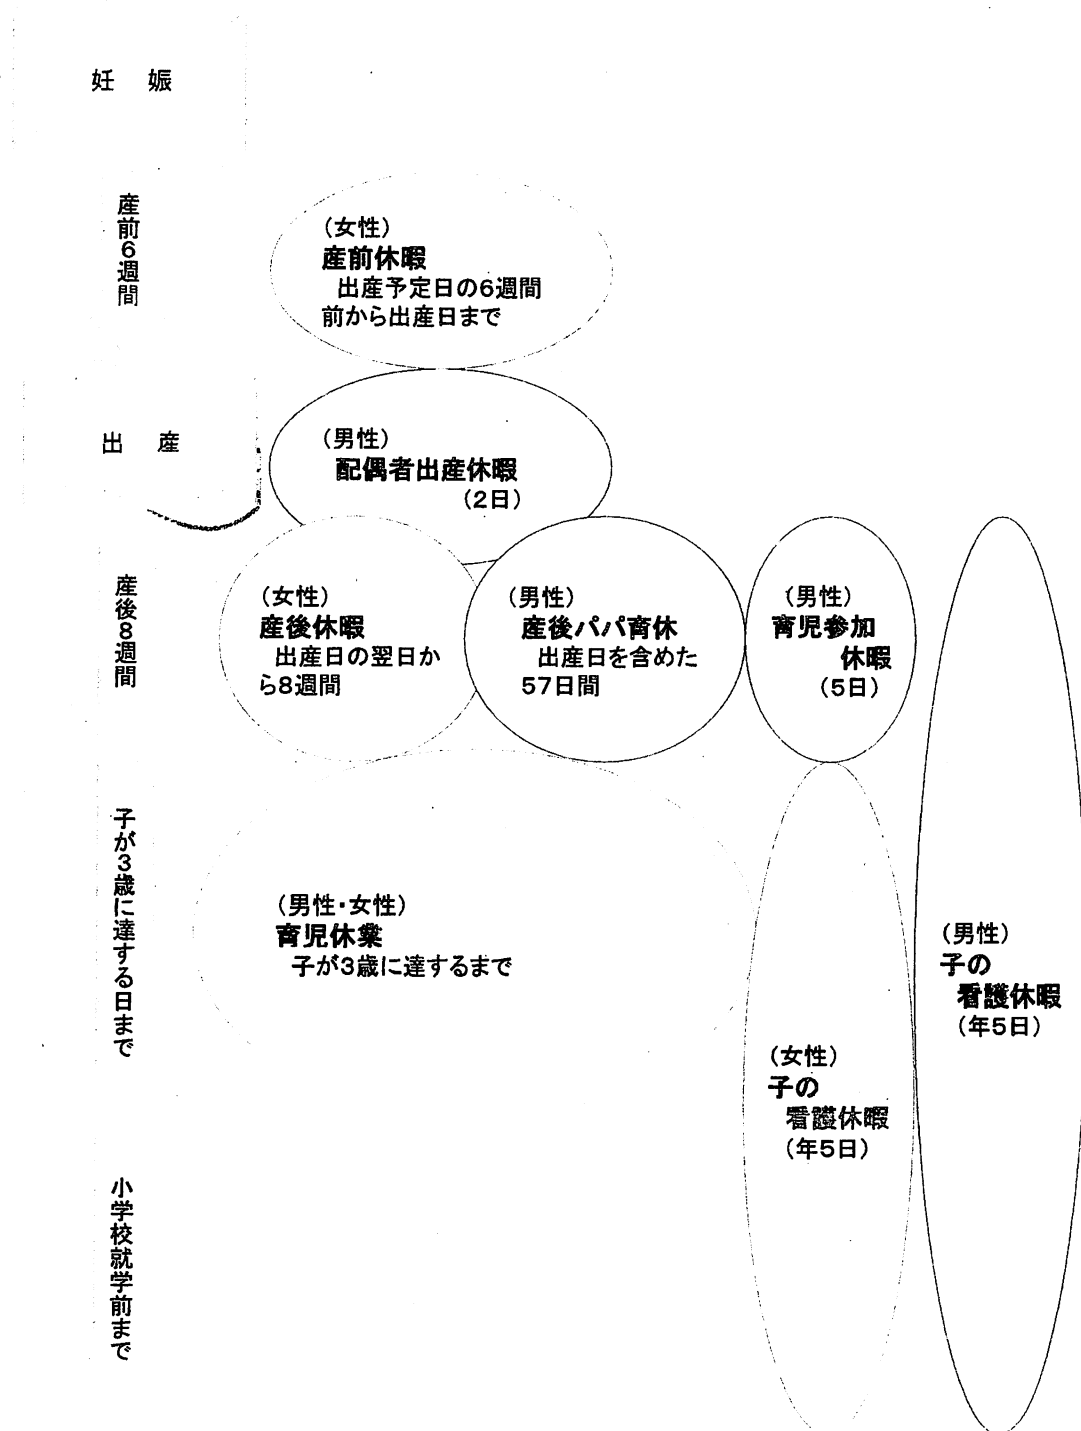 妊　娠
産前6週間
（女性）
産前休暇
出産予定日の6週間
前から出産日まで
出　産
（男性）
配偶者出産休暇
（2日）
産後8週間
（女性）
産後休暇
出産日の翌日か
ら8週間
（男性）
産後パパ育休
出産日を含めた
57日間
（男性）
育児参加
休暇
（5日）
子が3歳に達する日まで
（男性・女性）
育児休業
子が3歳に達するまで
（男性）
子の
看護休暇
（年5日）
（女性）
子の
看護休暇
（年5日）
小学校就学前まで